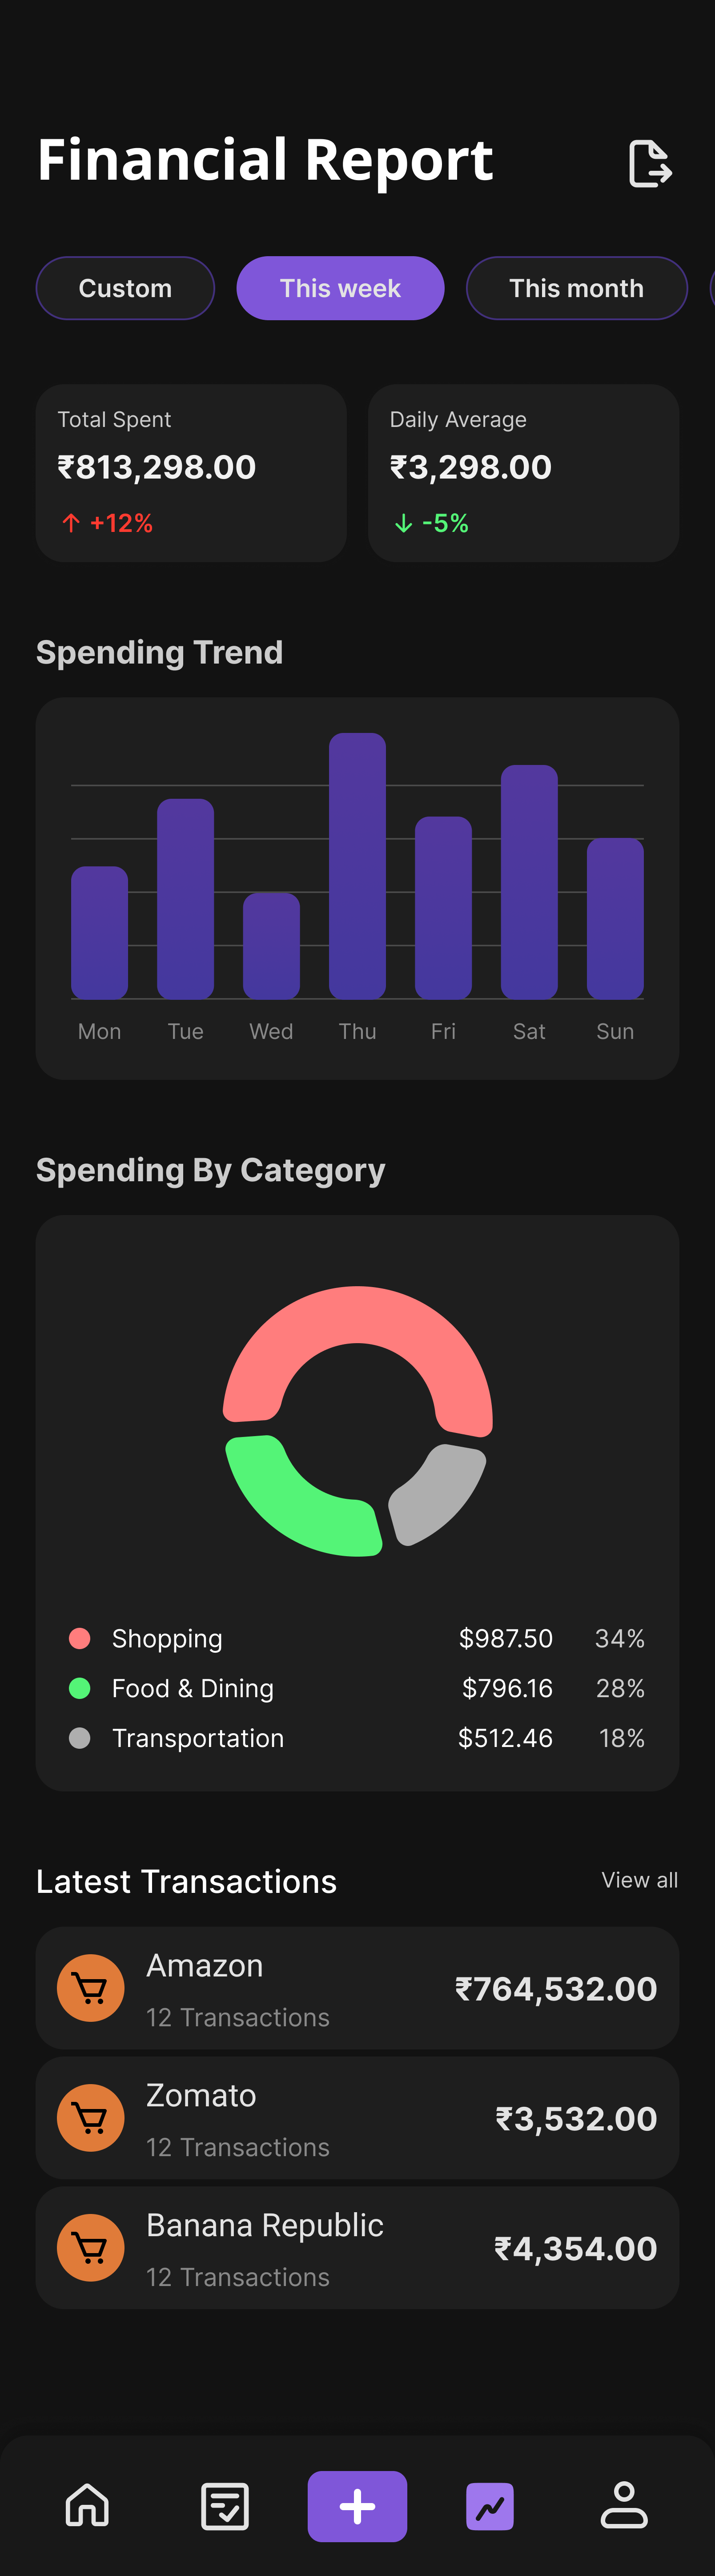 Financial Report
Custom
This week
This month
Total Spent
₹813,298.00
↑ +12%
Daily Average
₹3,298.00
↓ -5%
Spending Trend
Mon Tue Wed Thu Fri Sat Sun
Spending By Category
Shopping $987.50 34%
Food & Dining $796.16 28%
Transportation $512.46 18%
Latest Transactions
View all
Amazon
12 Transactions
₹764,532.00
Zomato
12 Transactions
₹3,532.00
Banana Republic
12 Transactions
₹4,354.00